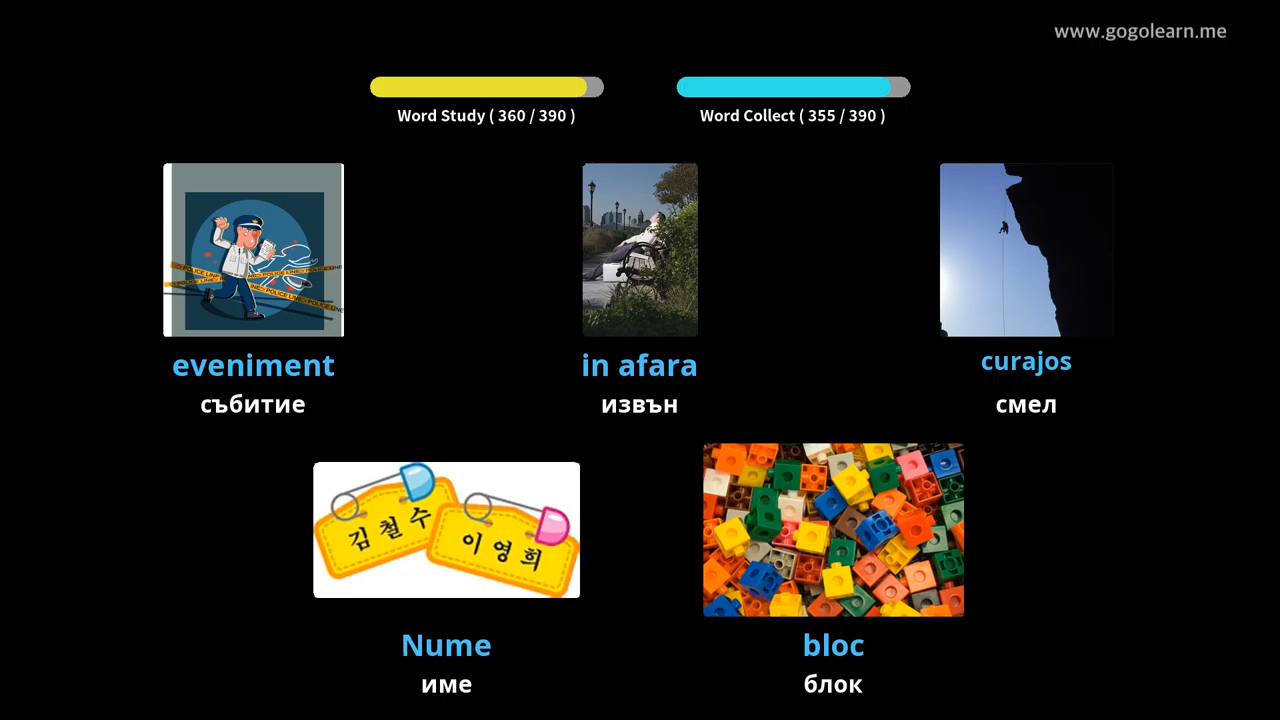 www.gogolearn.me
Word Study ( 360 / 390 )
Word Collect ( 355 / 390 )
eveniment
събитие
in afara
извън
curajos
смел
김철수
이영희
Nume
име
bloc
блок